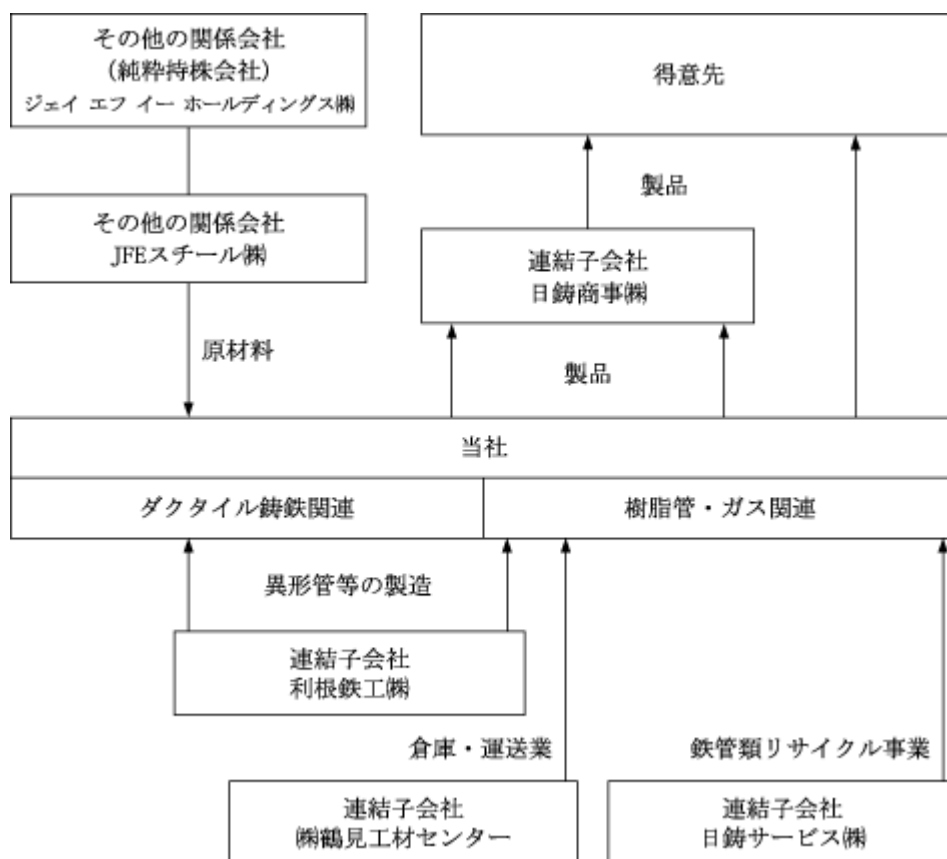 その他の関係会社
(純粋持株会社)
ジェイ エフ イー ホールディングス㈱
得意先
製品
その他の関係会社
JFEスチール㈱
連結子会社
日鋳商事㈱
原材料
製品
当社
ダクタイル鋳鉄関連
樹脂管・ガス関連
異形管等の製造
連結子会社
利根鉄工㈱
倉庫・運送業
鉄管類リサイクル事業
連結子会社
㈱鶴見工材センター
連結子会社
日鋳サービス㈱